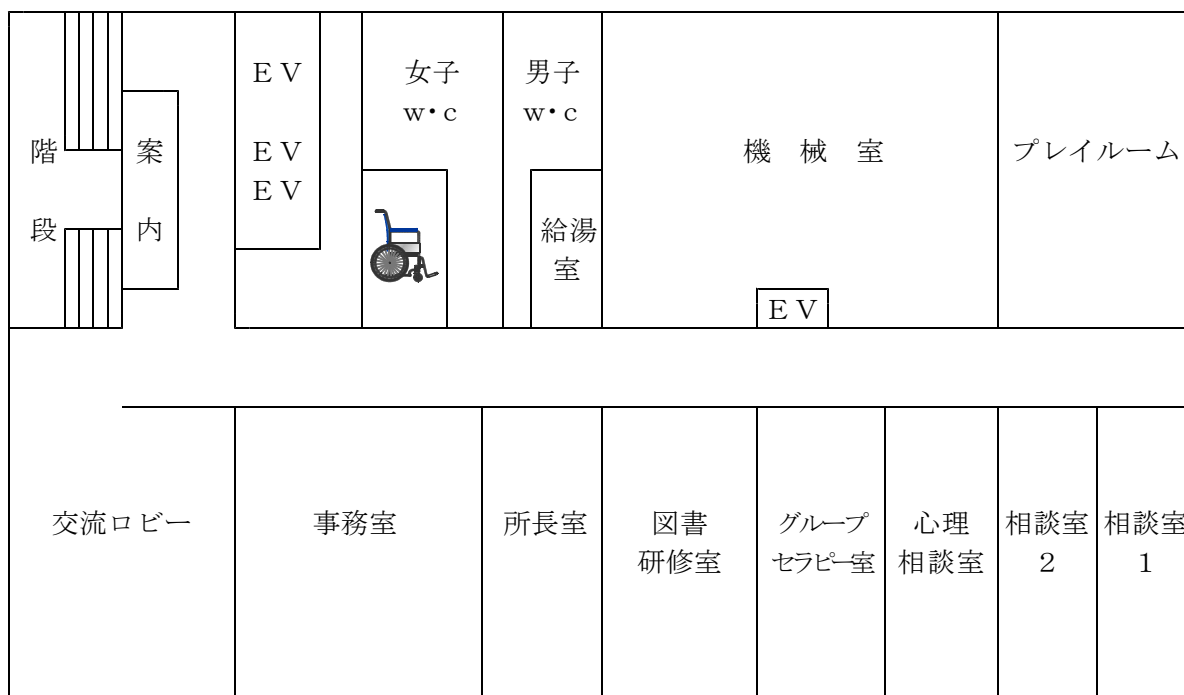 階段
案内
ＥＶ
ＥＶ
ＥＶ
女子
ｗ・ｃ
男子
ｗ・ｃ
給湯
室
機　械　室
ＥＶ
プレイルーム
交流ロビー
事務室
所長室
図書
研修室
グループ
セラピー室
心理
相談室
相談室
２
相談室
１